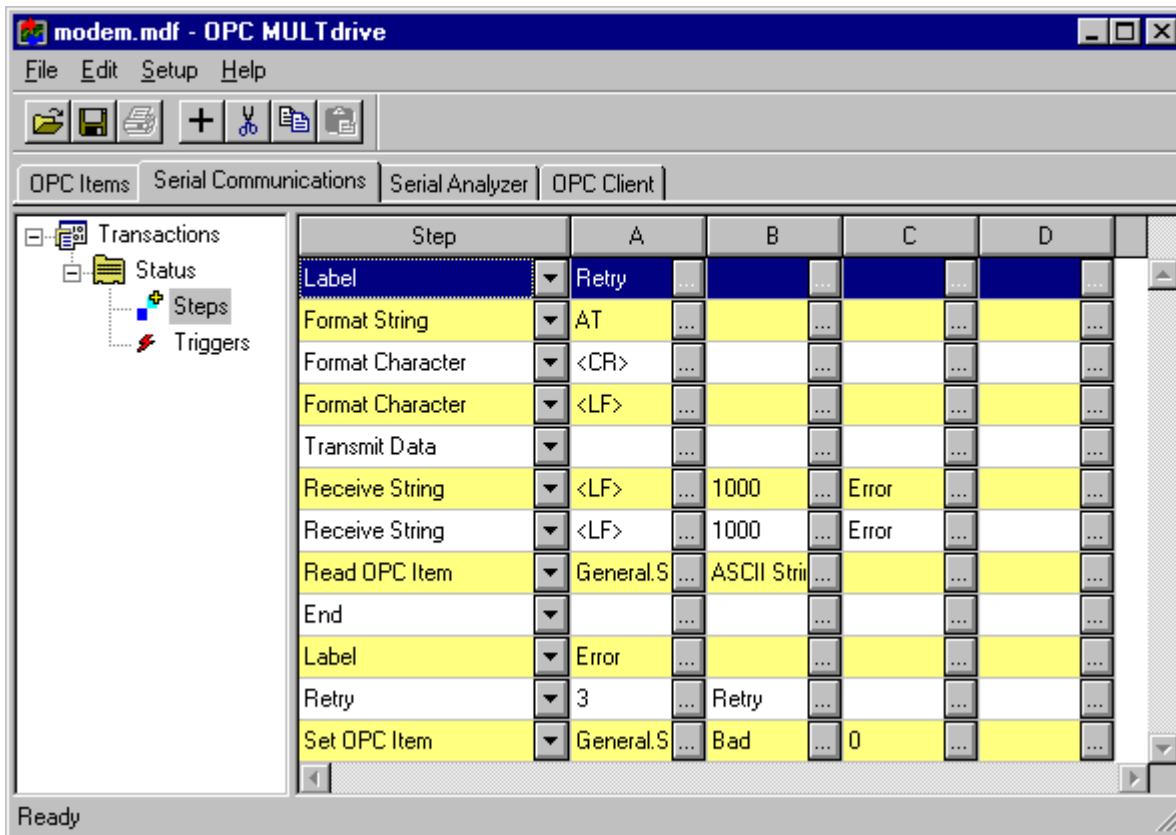 modem.mdf - OPC MULTdrive
File Edit Setup Help
OPC Items Serial Communications Serial Analyzer OPC Client
Transactions
Status
Steps
Triggers
Step A B C D
Label Retry ... ... ... ...
Format String AT ... ... ... ...
Format Character <CR> ... ... ... ...
Format Character <LF> ... ... ... ...
Transmit Data ... ... ... ...
Receive String <LF> ... 1000 ... Error ... ...
Receive String <LF> ... 1000 ... Error ... ...
Read OPC Item General.S ... ASCII Strin ... ... ...
End ... ... ... ...
Label Error ... ... ... ...
Retry 3 ... Retry ... ... ...
Set OPC Item General.S ... Bad ... 0 ... ...
Ready